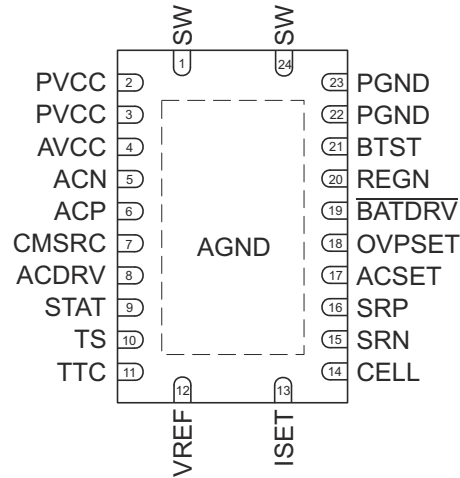 SW
SW
1
24
PVCC 2
23 PGND
PVCC 3
22 PGND
AVCC 4
21 BTST
ACN 5
20 REGN
ACP 6
19 BATDRV
CMSRC 7
AGND
18 OVPSET
ACDRV 8
17 ACSET
STAT 9
16 SRP
TS 10
15 SRN
TTC 11
14 CELL
12
13
VREF
ISET